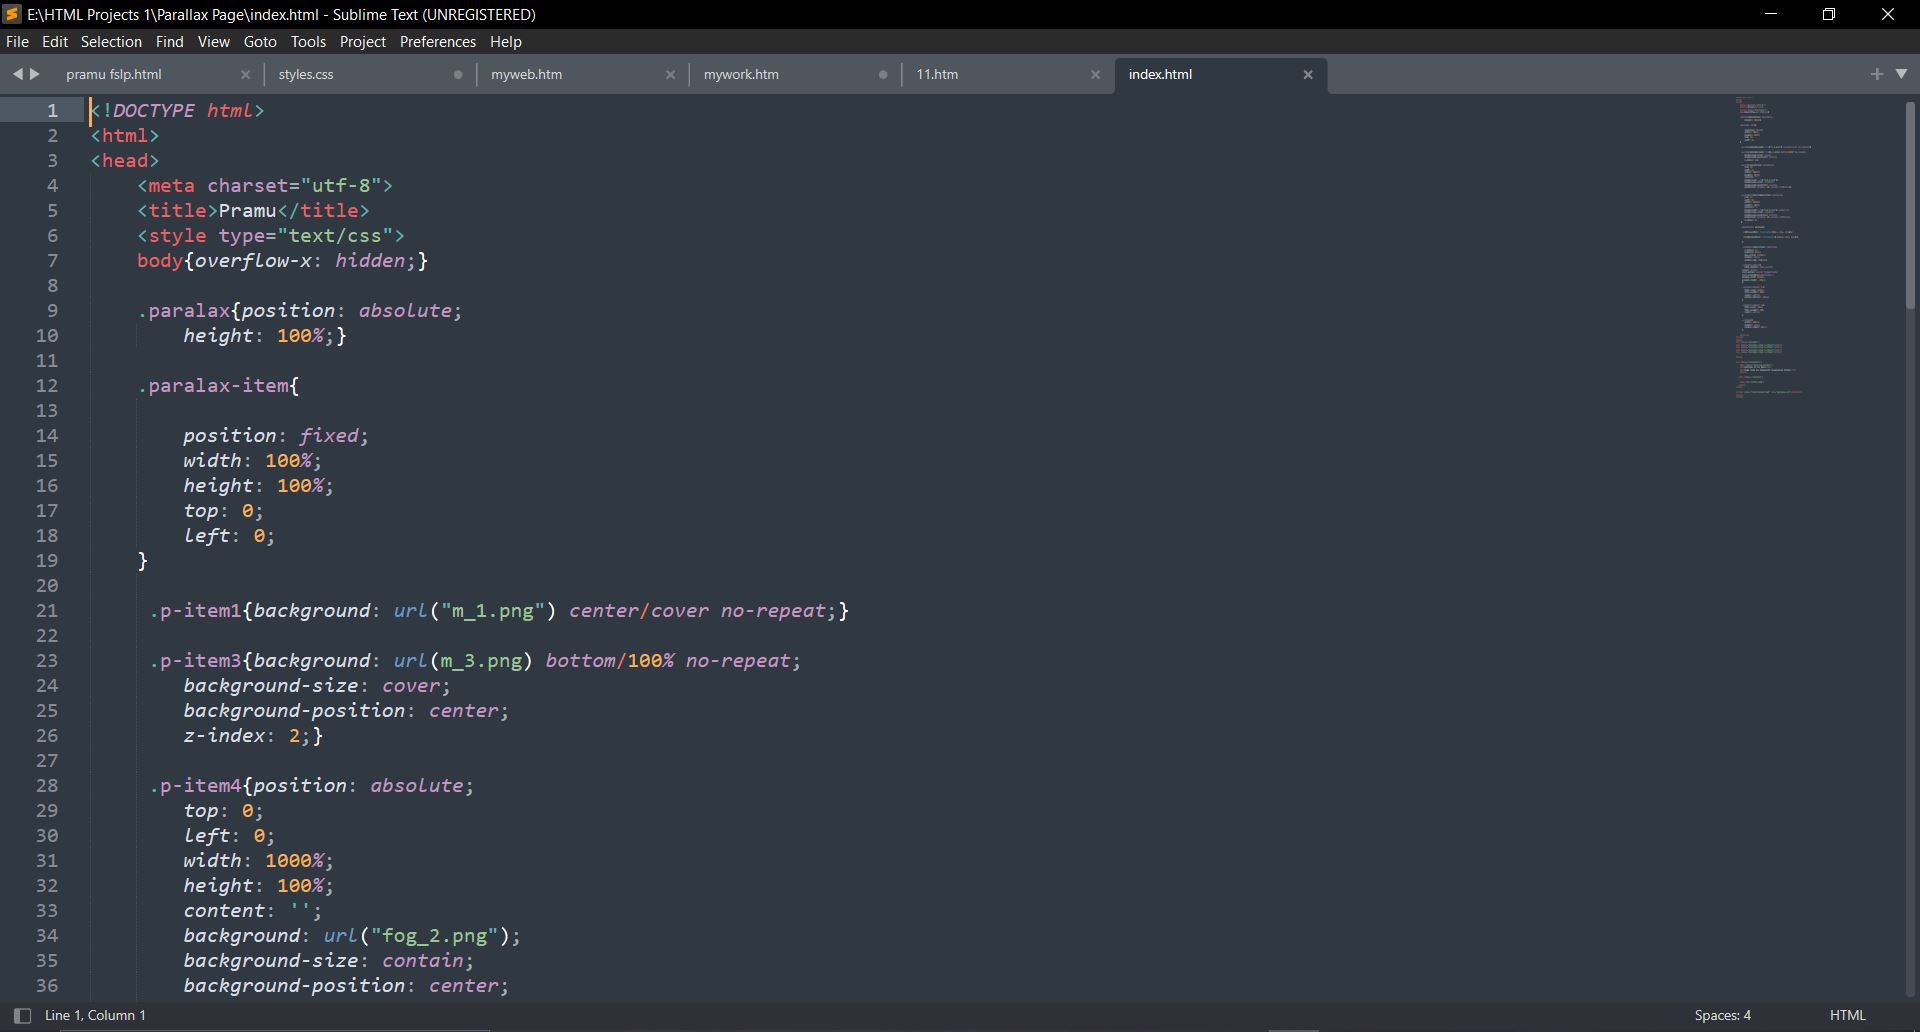 E:\HTML Projects 1\Parallax Page\index.html - Sublime Text (UNREGISTERED)
File Edit Selection Find View Goto Tools Project Preferences Help
pramu fslp.html styles.css myweb.htm mywork.htm 11.htm index.html
1 <!DOCTYPE html>
2 <html>
3 <head>
4 <meta charset="utf-8">
5 <title>Pramu</title>
6 <style type="text/css">
7 body{overflow-x: hidden;}
8
9 .paralax{position: absolute;
10 height: 100%;}
11
12 .paralax-item{
13
14 position: fixed;
15 width: 100%;
16 height: 100%;
17 top: 0;
18 left: 0;
19 }
20
21 .p-item1{background: url("m_1.png") center/cover no-repeat;}
22
23 .p-item3{background: url(m_3.png) bottom/100% no-repeat;
24 background-size: cover;
25 background-position: center;
26 z-index: 2;}
27
28 .p-item4{position: absolute;
29 top: 0;
30 left: 0;
31 width: 1000%;
32 height: 100%;
33 content: '';
34 background: url("fog_2.png");
35 background-size: contain;
36 background-position: center;
Line 1, Column 1 Spaces: 4 HTML